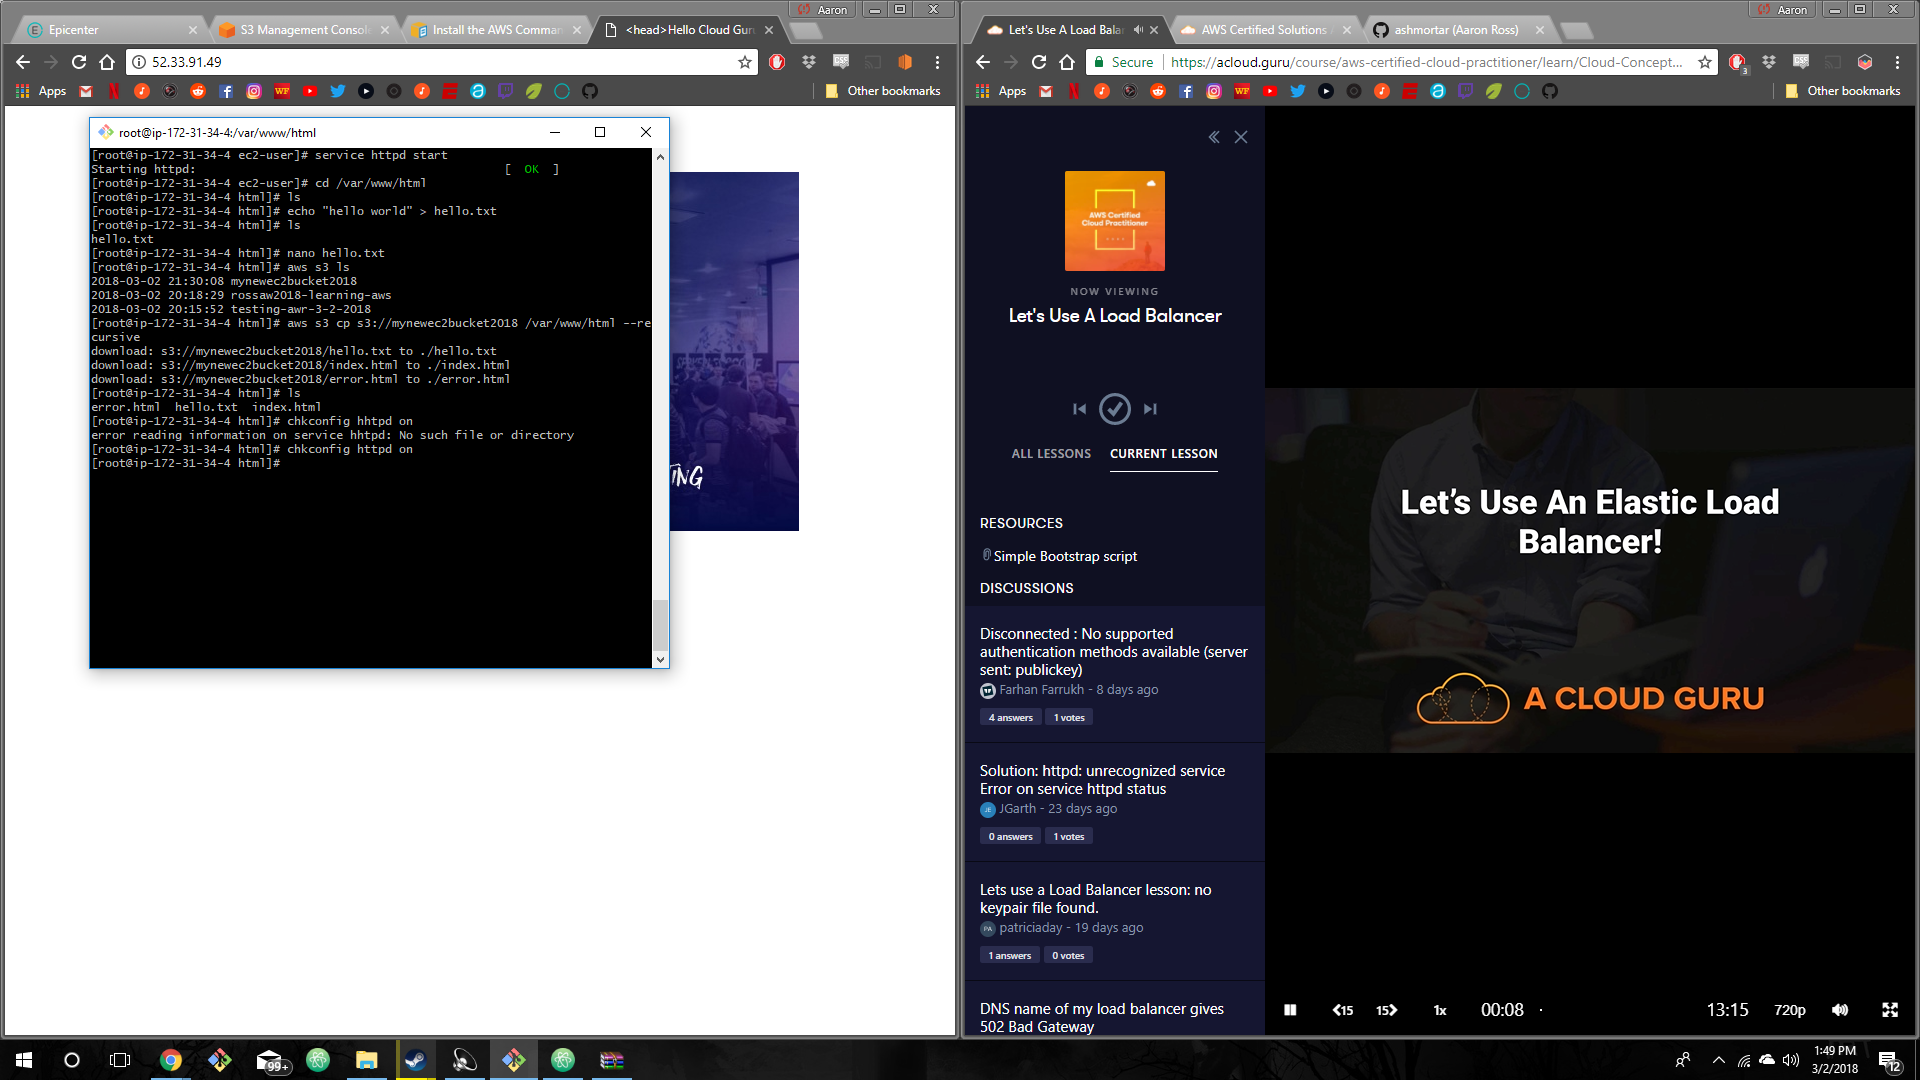 Epicenter
S3 Management Console
Install the AWS Comman
<head>Hello Cloud Gur
Aaron
52.33.91.49
Apps
Other bookmarks
root@ip-172-31-34-4:/var/www/html
[root@ip-172-31-34-4 ec2-user]# service httpd start
Starting httpd: [ OK ]
[root@ip-172-31-34-4 ec2-user]# cd /var/www/html
[root@ip-172-31-34-4 html]# ls
[root@ip-172-31-34-4 html]# echo "hello world" > hello.txt
[root@ip-172-31-34-4 html]# ls
hello.txt
[root@ip-172-31-34-4 html]# nano hello.txt
[root@ip-172-31-34-4 html]# aws s3 ls
2018-03-02 21:30:08 mynewec2bucket2018
2018-03-02 20:18:29 rossaw2018-learning-aws
2018-03-02 20:15:52 testing-awr-3-2-2018
[root@ip-172-31-34-4 html]# aws s3 cp s3://mynewec2bucket2018 /var/www/html --re
cursive
download: s3://mynewec2bucket2018/hello.txt to ./hello.txt
download: s3://mynewec2bucket2018/index.html to ./index.html
download: s3://mynewec2bucket2018/error.html to ./error.html
[root@ip-172-31-34-4 html]# ls
error.html  hello.txt  index.html
[root@ip-172-31-34-4 html]# chkconfig hhtpd on
error reading information on service hhtpd: No such file or directory
[root@ip-172-31-34-4 html]# chkconfig httpd on
[root@ip-172-31-34-4 html]#
TING
Let's Use A Load Balan
AWS Certified Solutions A
ashmortar (Aaron Ross)
Aaron
Secure
https://acloud.guru/course/aws-certified-cloud-practitioner/learn/Cloud-Concept...
3
Apps
Other bookmarks
AWS Certified
Cloud Practitioner
NOW VIEWING
Let's Use A Load Balancer
ALL LESSONS
CURRENT LESSON
RESOURCES
Simple Bootstrap script
DISCUSSIONS
Disconnected : No supported
authentication methods available (server
sent: publickey)
Farhan Farrukh - 8 days ago
4 answers
1 votes
Solution: httpd: unrecognized service
Error on service httpd status
JE JGarth - 23 days ago
0 answers
1 votes
Lets use a Load Balancer lesson: no
keypair file found.
PA patriciaday - 19 days ago
1 answers
0 votes
DNS name of my load balancer gives
502 Bad Gateway
Let's Use An Elastic Load
Balancer!
A CLOUD GURU
15
15
1x
00:08
13:15
720p
99+
1:49 PM
3/2/2018
12